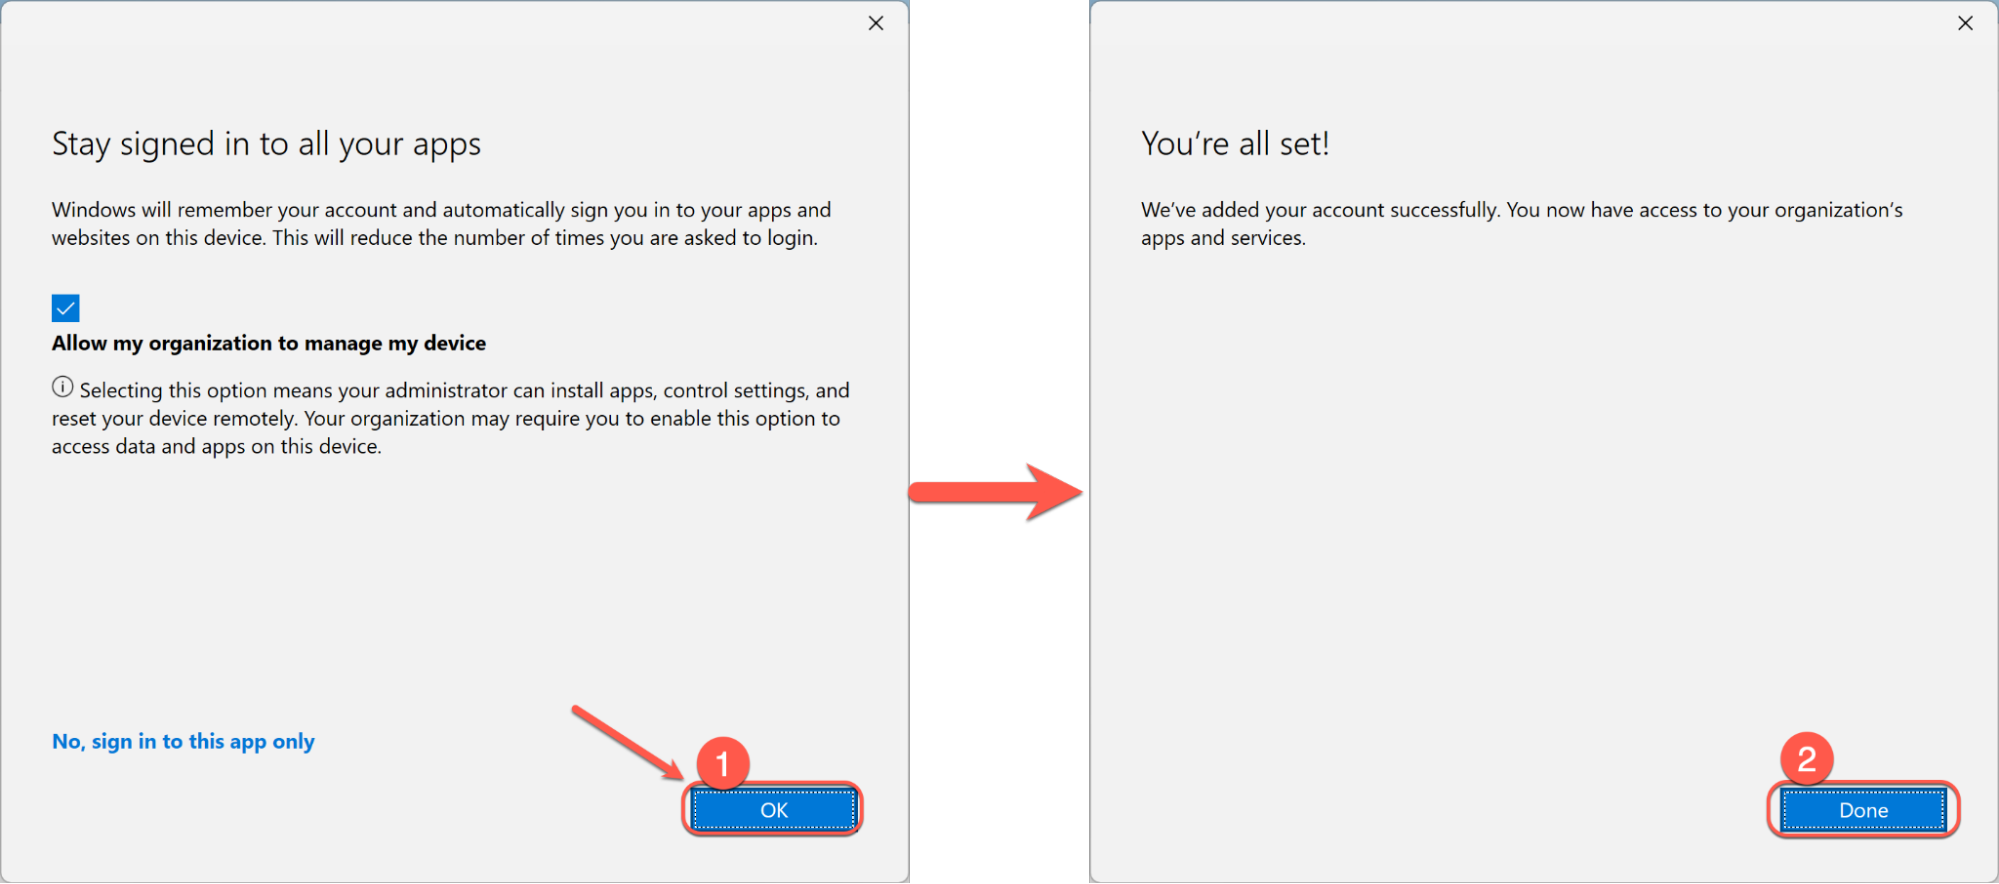 Stay signed in to all your apps
Windows will remember your account and automatically sign you in to your apps and
websites on this device. This will reduce the number of times you are asked to login.
Allow my organization to manage my device
Selecting this option means your administrator can install apps, control settings, and
reset your device remotely. Your organization may require you to enable this option to
access data and apps on this device.
No, sign in to this app only
1
OK
You’re all set!
We’ve added your account successfully. You now have access to your organization’s
apps and services.
2
Done